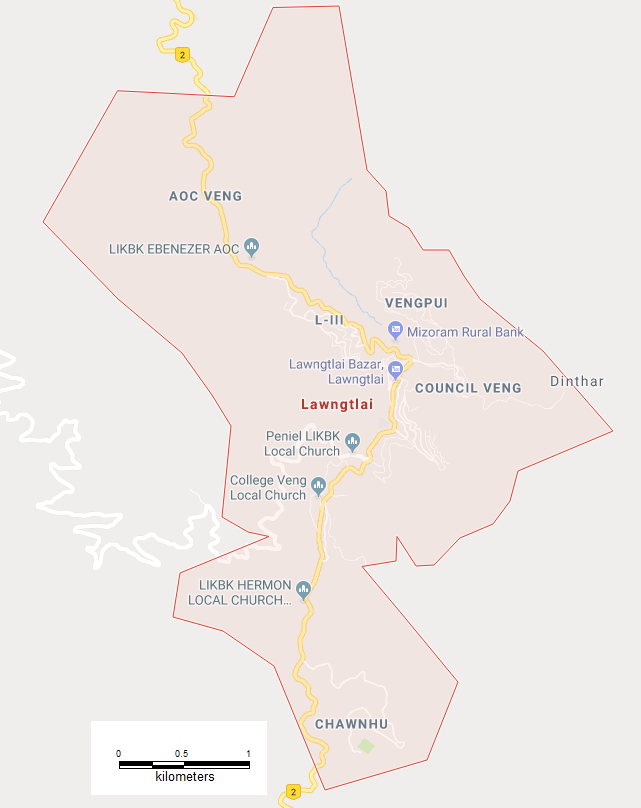 2
AOC VENG
LIKBK EBENEZER AOC
VENGPUI
L-III
Mizoram Rural Bank
Lawngtlai Bazar,
Lawngtlai
Dinthar
COUNCIL VENG
Lawngtlai
Peniel LIKBK
Local Church
College Veng
Local Church
LIKBK HERMON
LOCAL CHURCH...
CHAWNHU
0 0.5 1
kilometers
2